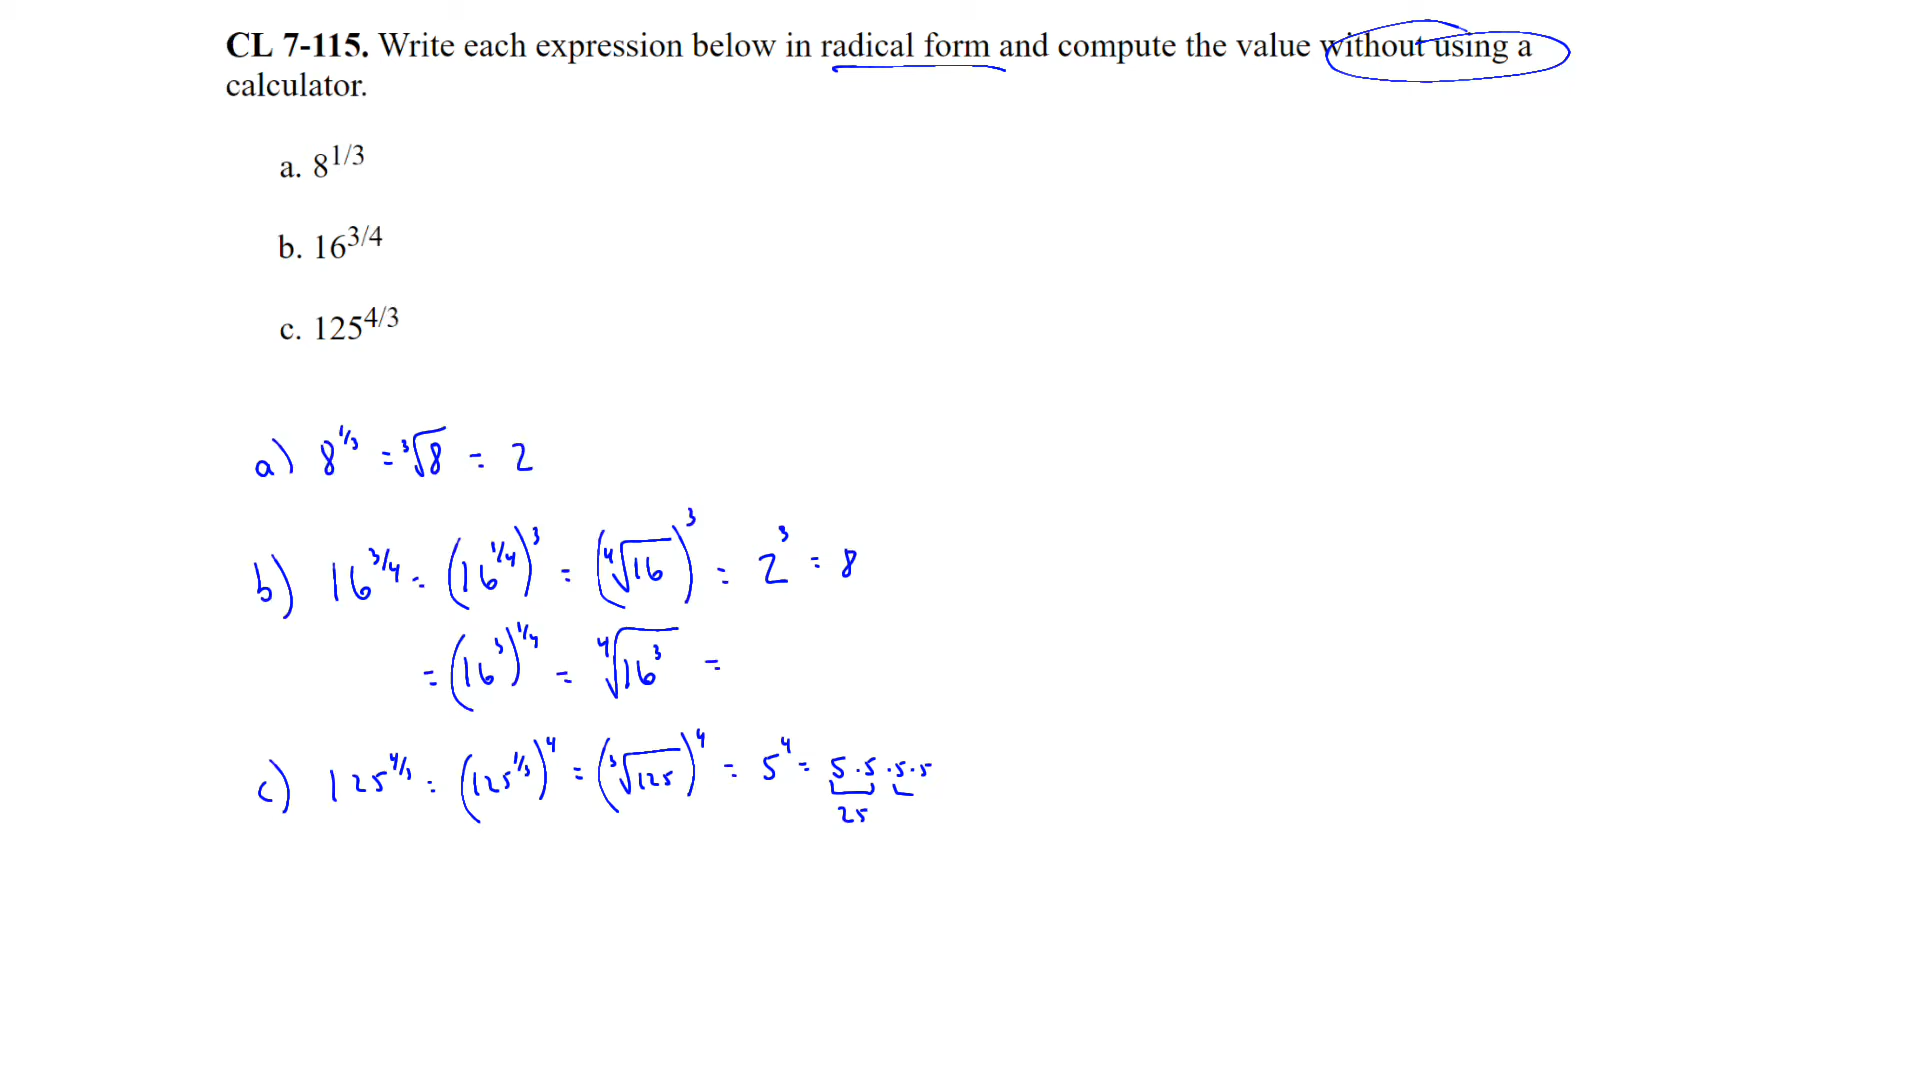 CL 7-115. Write each expression below in radical form and compute the value without using a
calculator.
a. 8^1/3
b. 16^3/4
c. 125^4/3
a) 8^1/3 = ³√8 = 2
b) 16^3/4 = (16^1/4)^3 = (⁴√16)^3 = 2^3 = 8
= (16^3)^1/4 = ⁴√16^3 =
c) 125^4/3 = (125^1/3)^4 = (³√125)^4 = 5^4 = 5·5·5·5
25